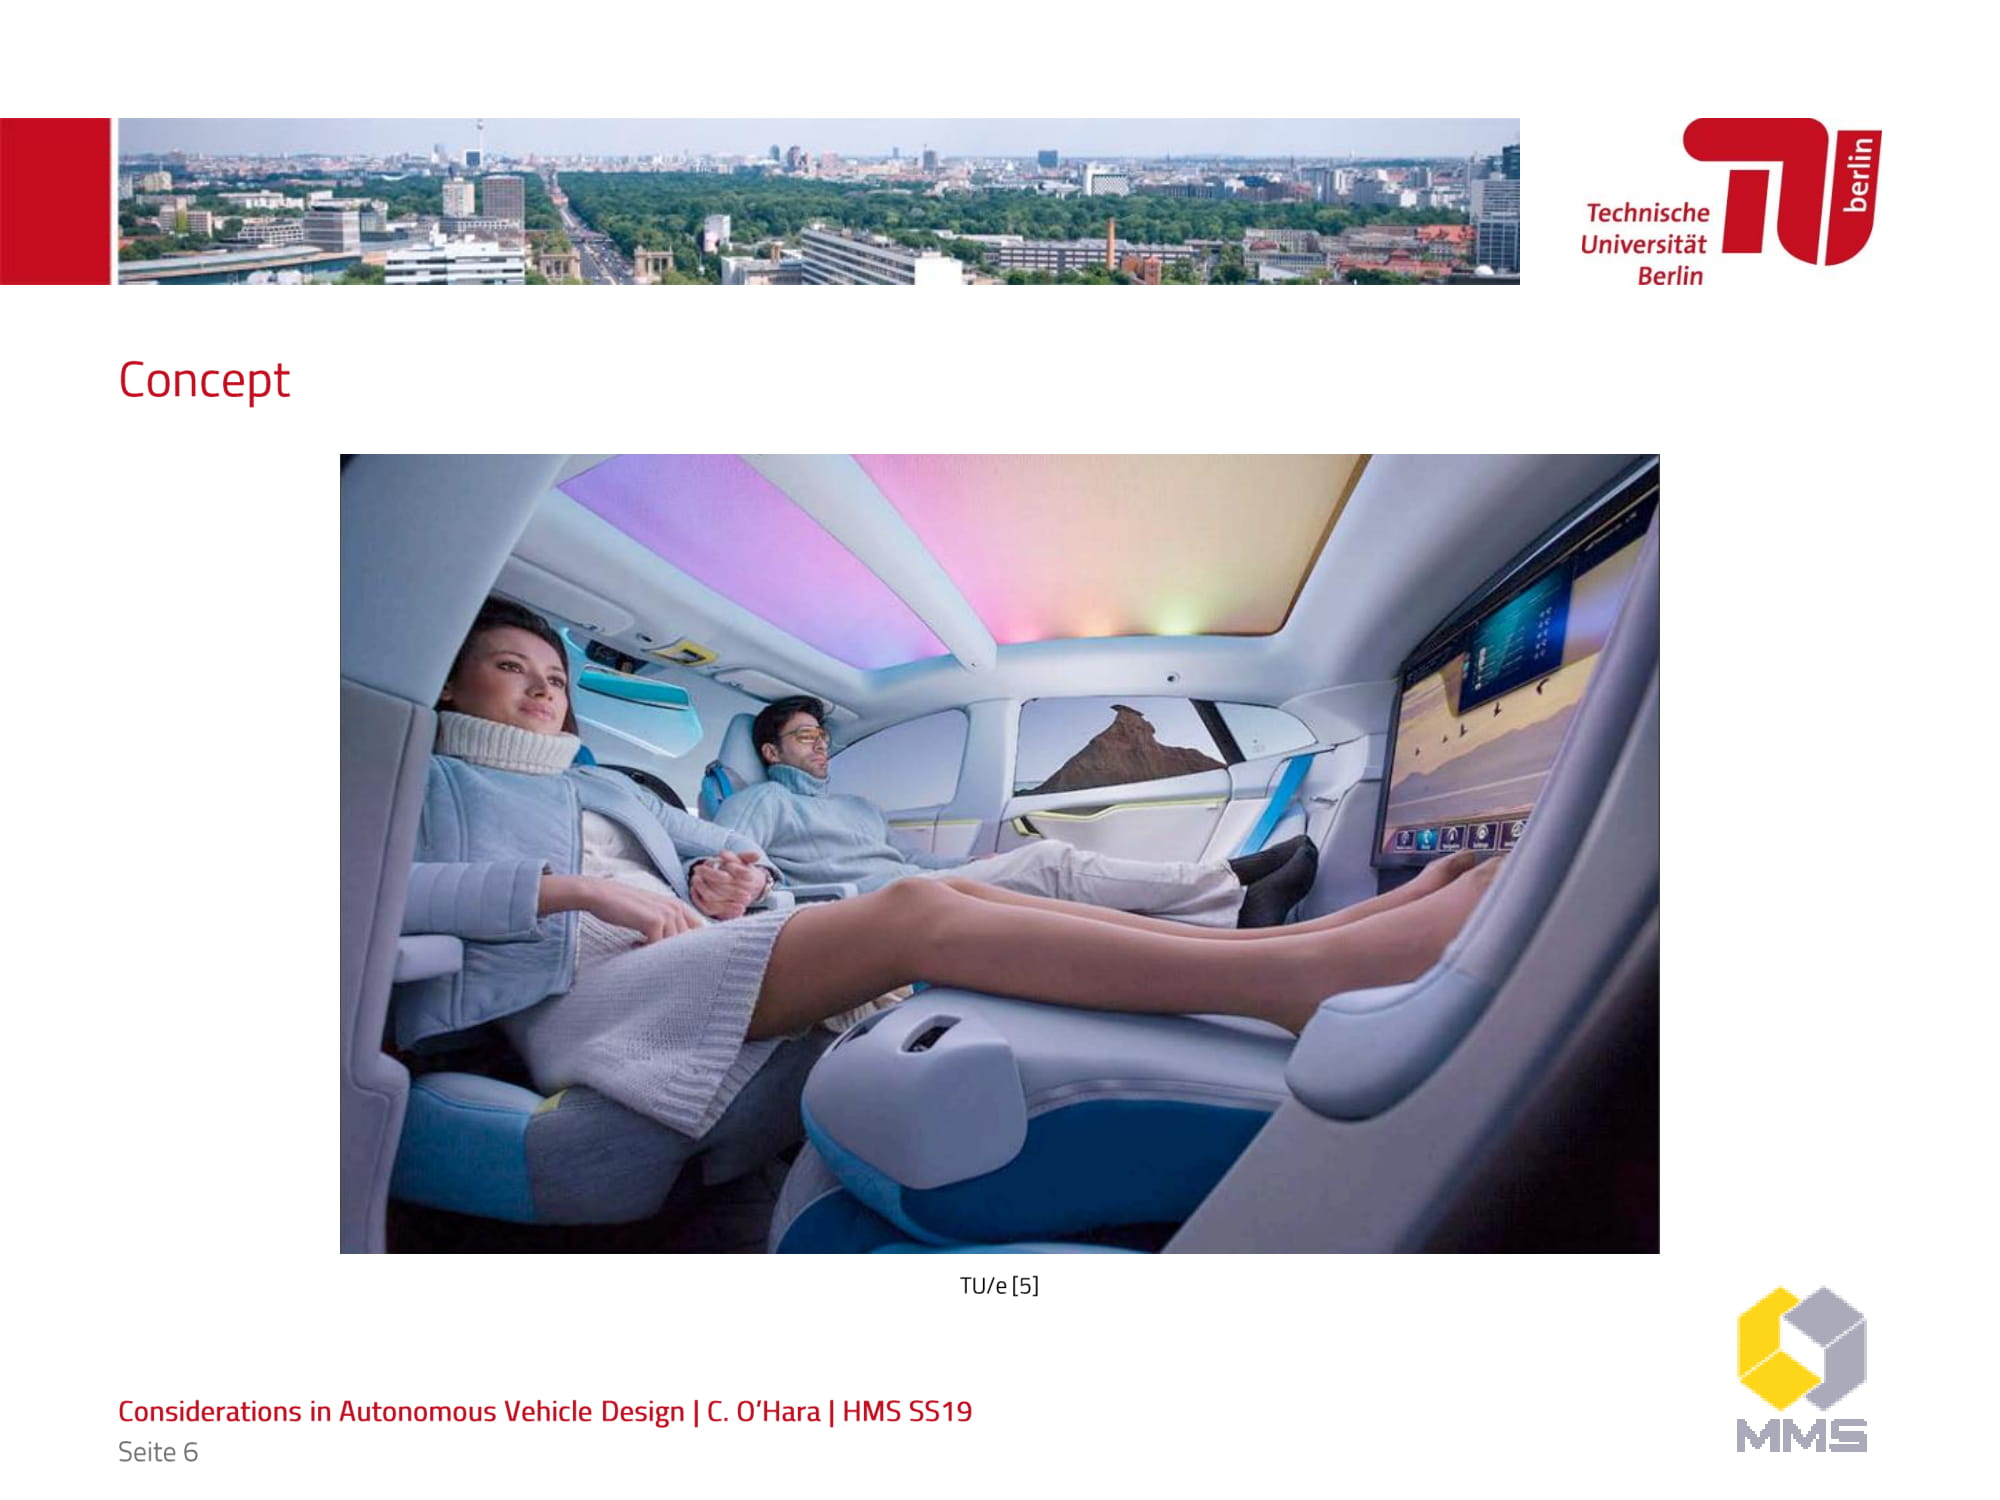 berlin
Technische
Universität
Berlin
Concept
TU/e [5]
Considerations in Autonomous Vehicle Design | C. O'Hara | HMS SS19
Seite 6
MMS